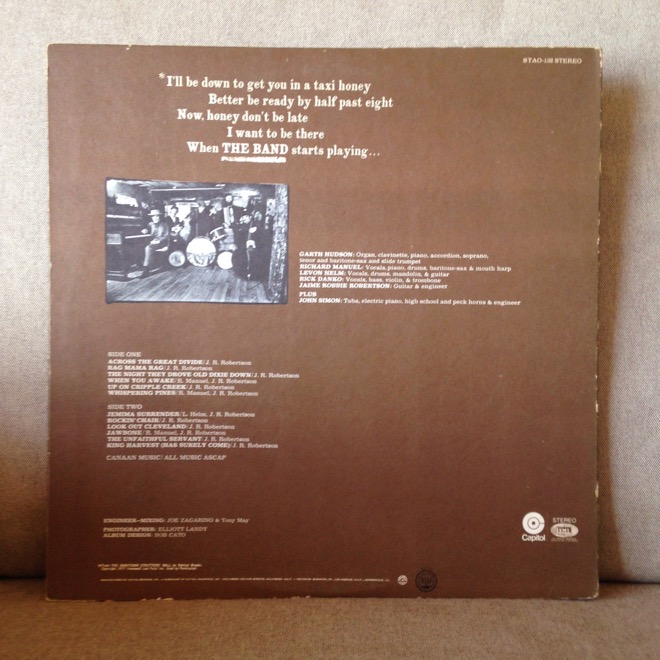 STAO-132 STEREO
*I'll be down to get you in a taxi honey
Better be ready by half past eight
Now, honey don't be late
I want to be there
When THE BAND starts playing...
GARTH HUDSON: Organ, clavinette, piano, accordion, soprano,
tenor and baritone-sax and slide trumpet
RICHARD MANUEL: Vocals, piano, drums, baritone-sax & mouth harp
LEVON HELM: Vocals, drums, mandolin, & guitar
RICK DANKO: Vocals, bass, violin, & trombone
JAIME ROBBIE ROBERTSON: Guitar & engineer
PLUS
JOHN SIMON: Tuba, electric piano, high school and peck horns & engineer
SIDE ONE
ACROSS THE GREAT DIVIDE/J. R. Robertson
RAG MAMA RAG/J. R. Robertson
THE NIGHT THEY DROVE OLD DIXIE DOWN/J. R. Robertson
WHEN YOU AWAKE/R. Manuel, J. R. Robertson
UP ON CRIPPLE CREEK/J. R. Robertson
WHISPERING PINES/R. Manuel, J. R. Robertson
SIDE TWO
JEMIMA SURRENDER/L. Helm, J. R. Robertson
ROCKIN' CHAIR/J. R. Robertson
LOOK OUT CLEVELAND/J. R. Robertson
JAWBONE/R. Manuel, J. R. Robertson
THE UNFAITHFUL SERVANT/J. R. Robertson
KING HARVEST (HAS SURELY COME)/J. R. Robertson
CANAAN MUSIC/ALL MUSIC ASCAP
ENGINEER-MIXING: JOE ZAGARINO & Tony May
PHOTOGRAPHER: ELLIOTT LANDY
ALBUM DESIGN: BOB CATO
Capitol
STEREO